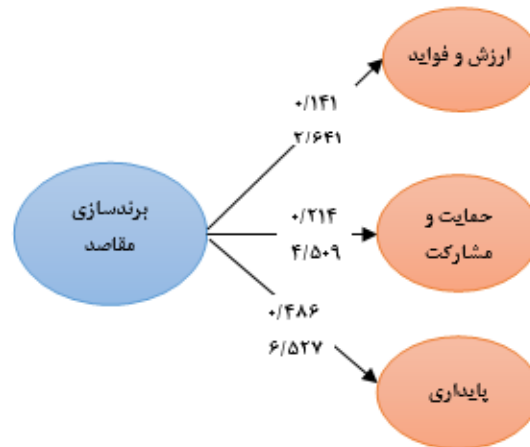 ارزش و فواید
۰/۱۴۱
۲/۶۴۱
برندسازی
مقاصد
۰/۲۱۴
۴/۵۰۹
حمایت و
مشارکت
۰/۴۸۶
۶/۵۲۷
پایداری